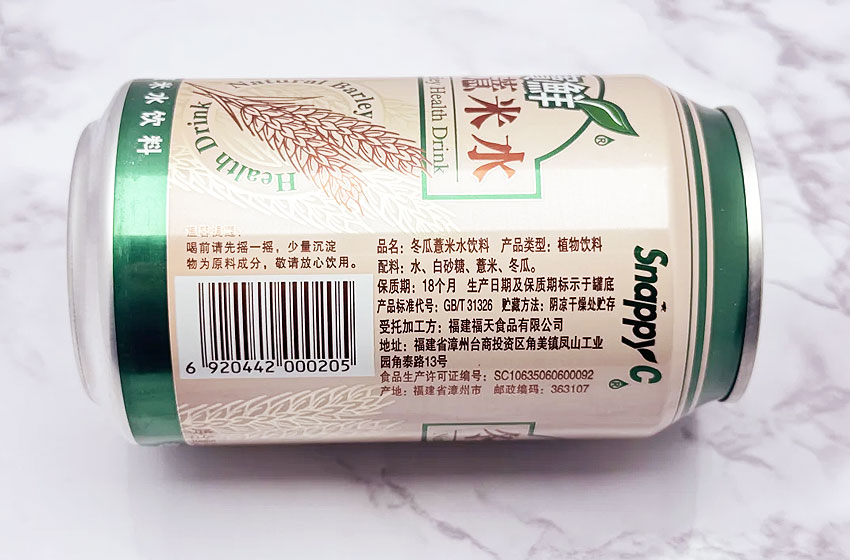 米水饮料
Natural Barley
Health Drink
鲜
薏米水
Health Drink
温馨提醒:
喝前请先摇一摇，少量沉淀
物为原料成分，敬请放心饮用。
6 920442 000205
品名：冬瓜薏米水饮料 产品类型：植物饮料
配料：水、白砂糖、薏米、冬瓜。
保质期：18个月 生产日期及保质期标示于罐底
产品标准代号：GB/T 31326 贮藏方法：阴凉干燥处贮存
受托加工方：福建福天食品有限公司
地址：福建省漳州台商投资区角美镇凤山工业
园角泰路13号
食品生产许可证编号：SC10635060600092
产地：福建省漳州市 邮政编码：363107
Snappy C
®
®